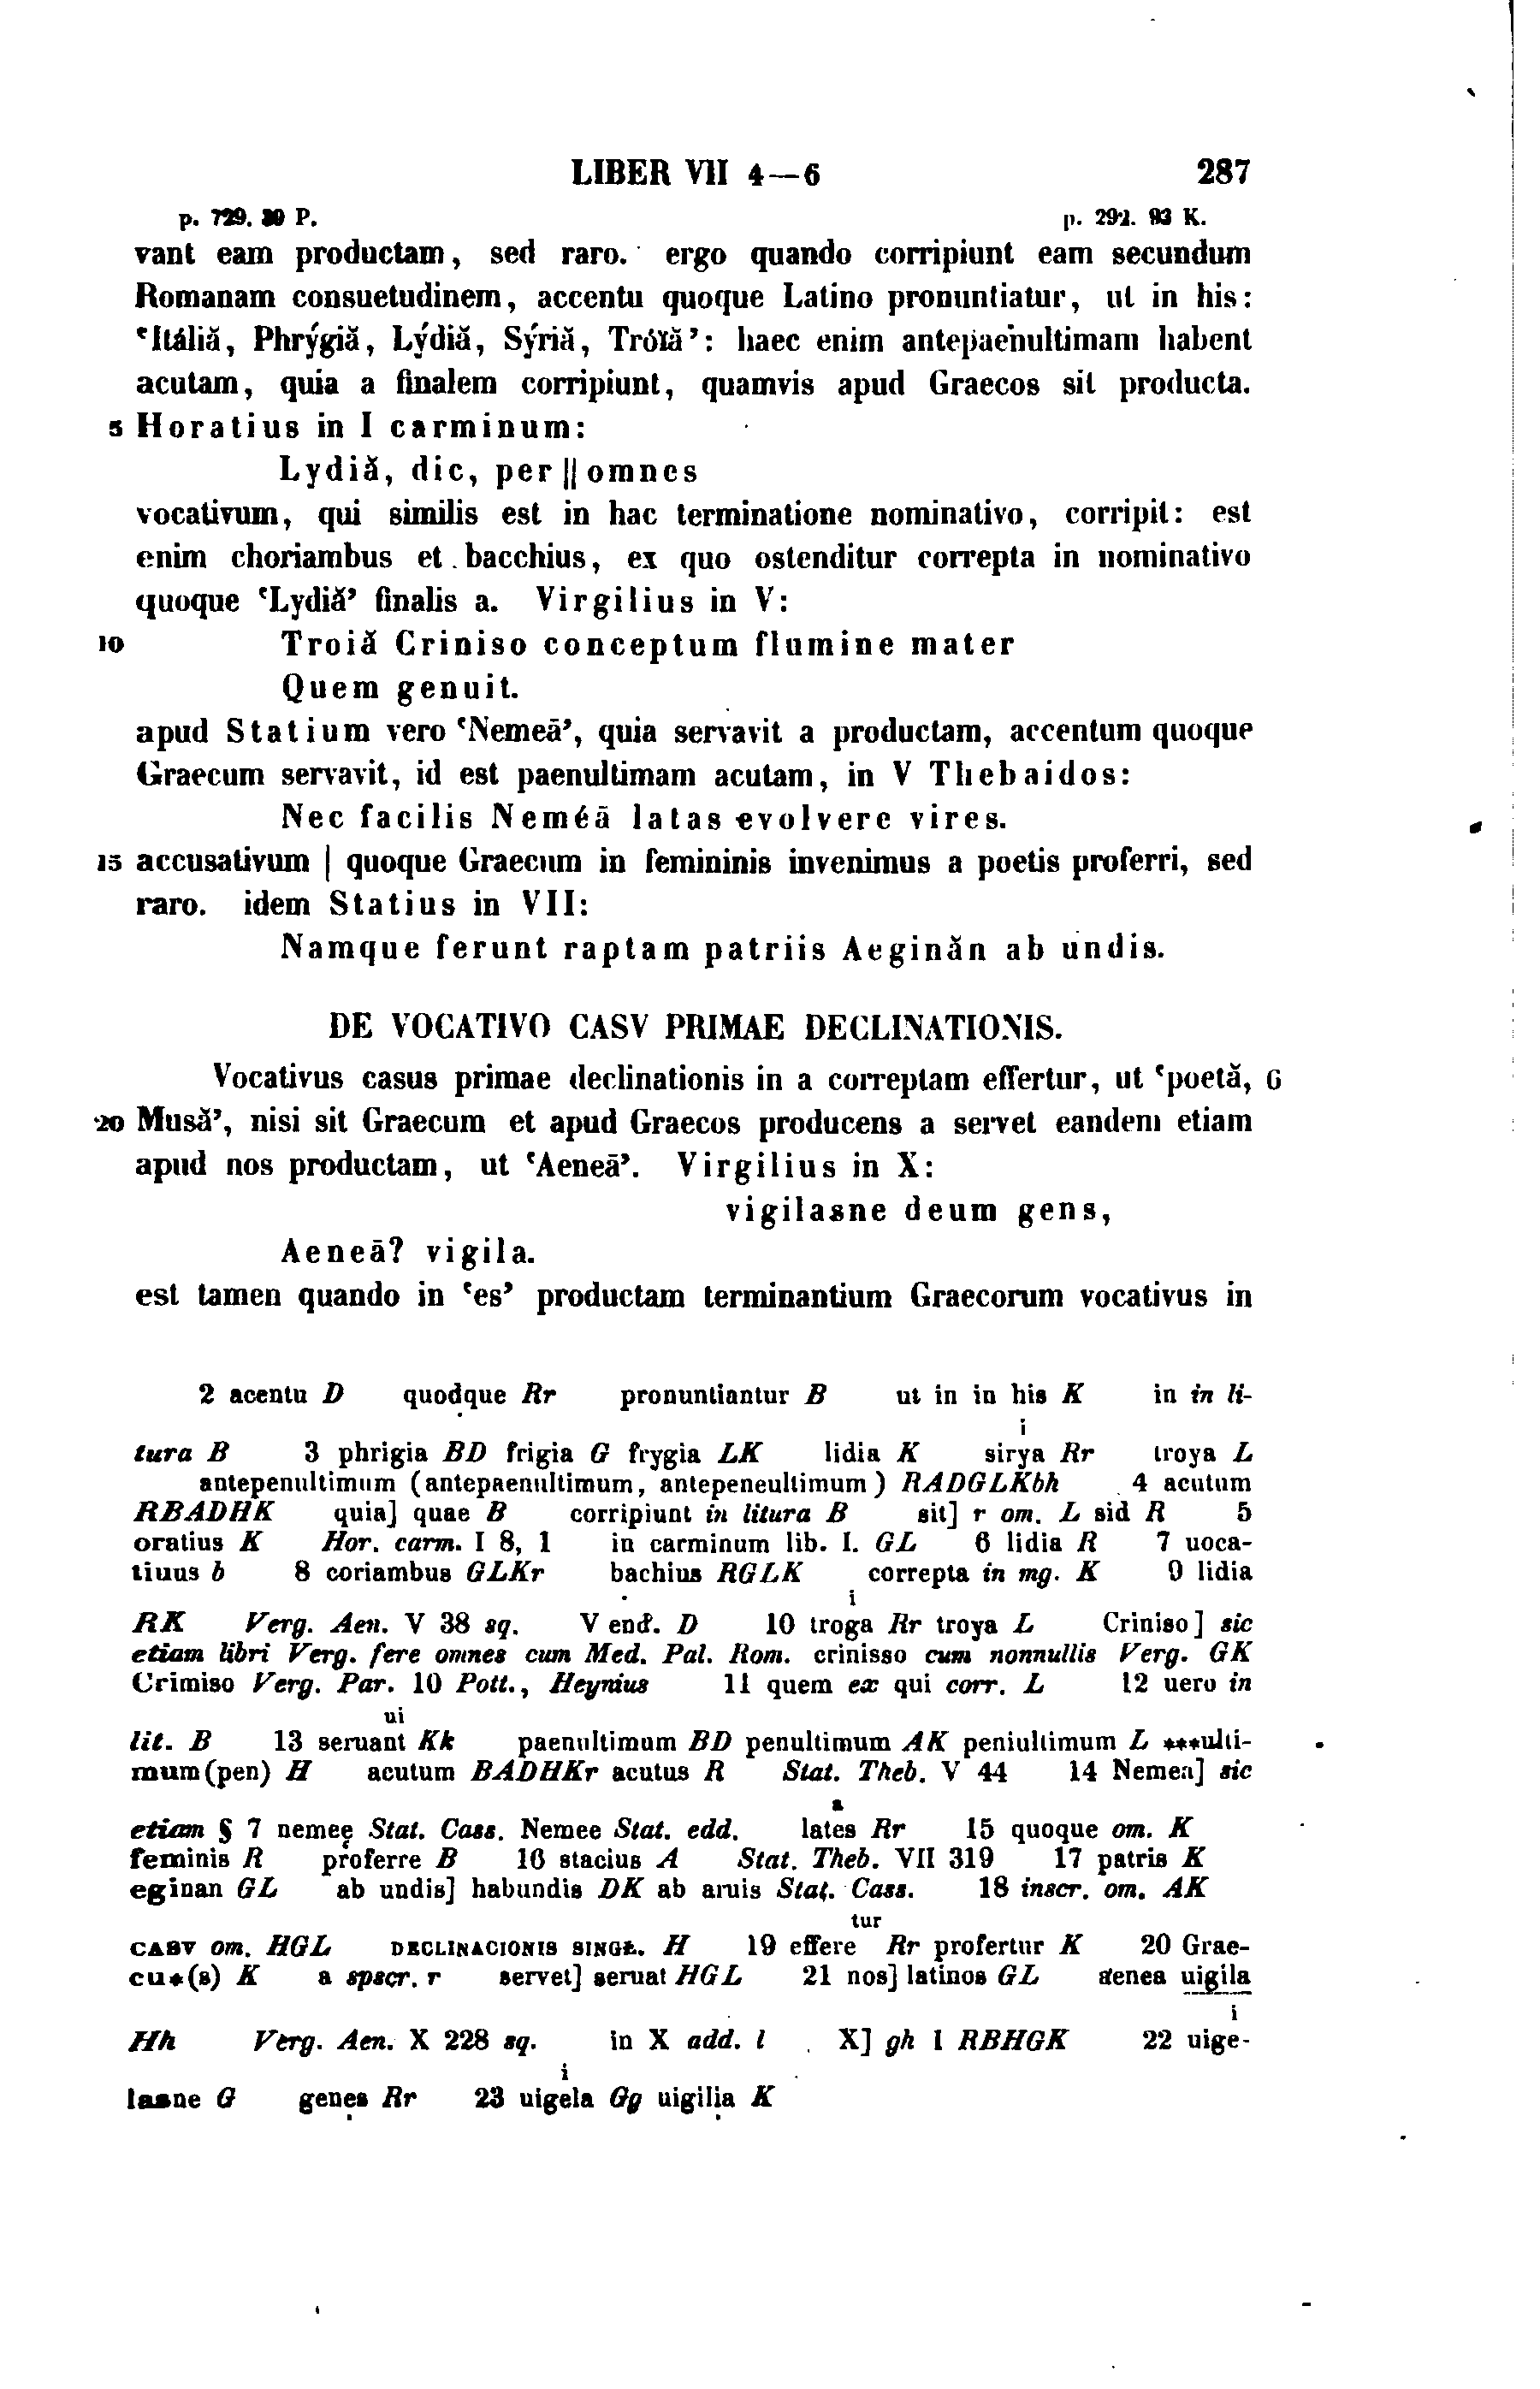 LIBER VII 4—6 287
p. 729. 30 P. p. 292. 93 K.
vant eam productam, sed raro. ergo quando corripiunt eam secundum
Romanam consuetudinem, accentu quoque Latino pronuntiatur, ut in his:
‘Itáliă, Phrýgiă, Lýdiă, Sýriă, Tróĭă’: haec enim antepaenultimam habent
acutam, quia a finalem corripiunt, quamvis apud Graecos sit producta.
5 Horatius in I carminum:
Lydiă, dic, per || omnes
vocativum, qui similis est in hac terminatione nominativo, corripit: est
enim choriambus et bacchius, ex quo ostenditur correpta in nominativo
quoque ‘Lydiă’ finalis a. Virgilius in V:
10 Troiă Criniso conceptum flumine mater
Quem genuit.
apud Statium vero ‘Nemeā’, quia servavit a productam, accentum quoque
Graecum servavit, id est paenultimam acutam, in V Thebaidos:
Nec facilis Neméā latas evolvere vires.
15 accusativum | quoque Graecum in femininis invenimus a poetis proferri, sed
raro. idem Statius in VII:
Namque ferunt raptam patriis Aeginăn ab undis.
DE VOCATIVO CASV PRIMAE DECLINATIONIS.
Vocativus casus primae declinationis in a correptam effertur, ut ‘poetă, 6
20 Musă’, nisi sit Graecum et apud Graecos producens a servet eandem etiam
apud nos productam, ut ‘Aeneā’. Virgilius in X:
vigilasne deum gens,
Aeneā? vigila.
est tamen quando in ‘es’ productam terminantium Graecorum vocativus in
2 acentu D quodque Rr pronuntiantur B ut in in his K in in li-
i
tura B 3 phrigia BD frigia G frygia LK lidia K sirya Rr troya L
antepenultimum (antepaenultimum, antepeneultimum) RADGLKbh 4 acutum
RBADHK quia] quae B corripiunt in litura B sit] r om. L sid R 5
oratius K Hor. carm. I 8, 1 in carminum lib. I. GL 6 lidia R 7 uoca-
tiuus b 8 coriambus GLKr bachius RGLK correpta in mg. K 9 lidia
i
RK Verg. Aen. V 38 sq. V end. D 10 troga Rr troya L Criniso] sic
etiam libri Verg. fere omnes cum Med. Pal. Rom. crinisso cum nonnullis Verg. GK
Crimiso Verg. Par. 10 Pott., Heynius 11 quem ex qui corr. L 12 uero in
ui
lit. B 13 seruant Kk paenultimum BD penultimum AK peniultimum L ***ulti-
mum(pen) H acutum BADHKr acutus R Stat. Theb. V 44 14 Nemea] sic
a
etiam § 7 nemeę Stat. Cass. Nemee Stat. edd. lates Rr 15 quoque om. K
feminis R proferre B 16 stacius A Stat. Theb. VII 319 17 patris K
eginan GL ab undis] habundis DK ab aruis Stat. Cass. 18 inscr. om. AK
tur
CASV om. HGL DECLINACIONIS SINGŁ. H 19 effere Rr profertur K 20 Grae-
cu*(s) K a spscr. r servet] seruat HGL 21 nos] latinos GL aenea uigila
i
Hh Verg. Aen. X 228 sq. in X add. l X] gh l RBHGK 22 uige-
i
lasne G genes Rr 23 uigela Gg uigilia K